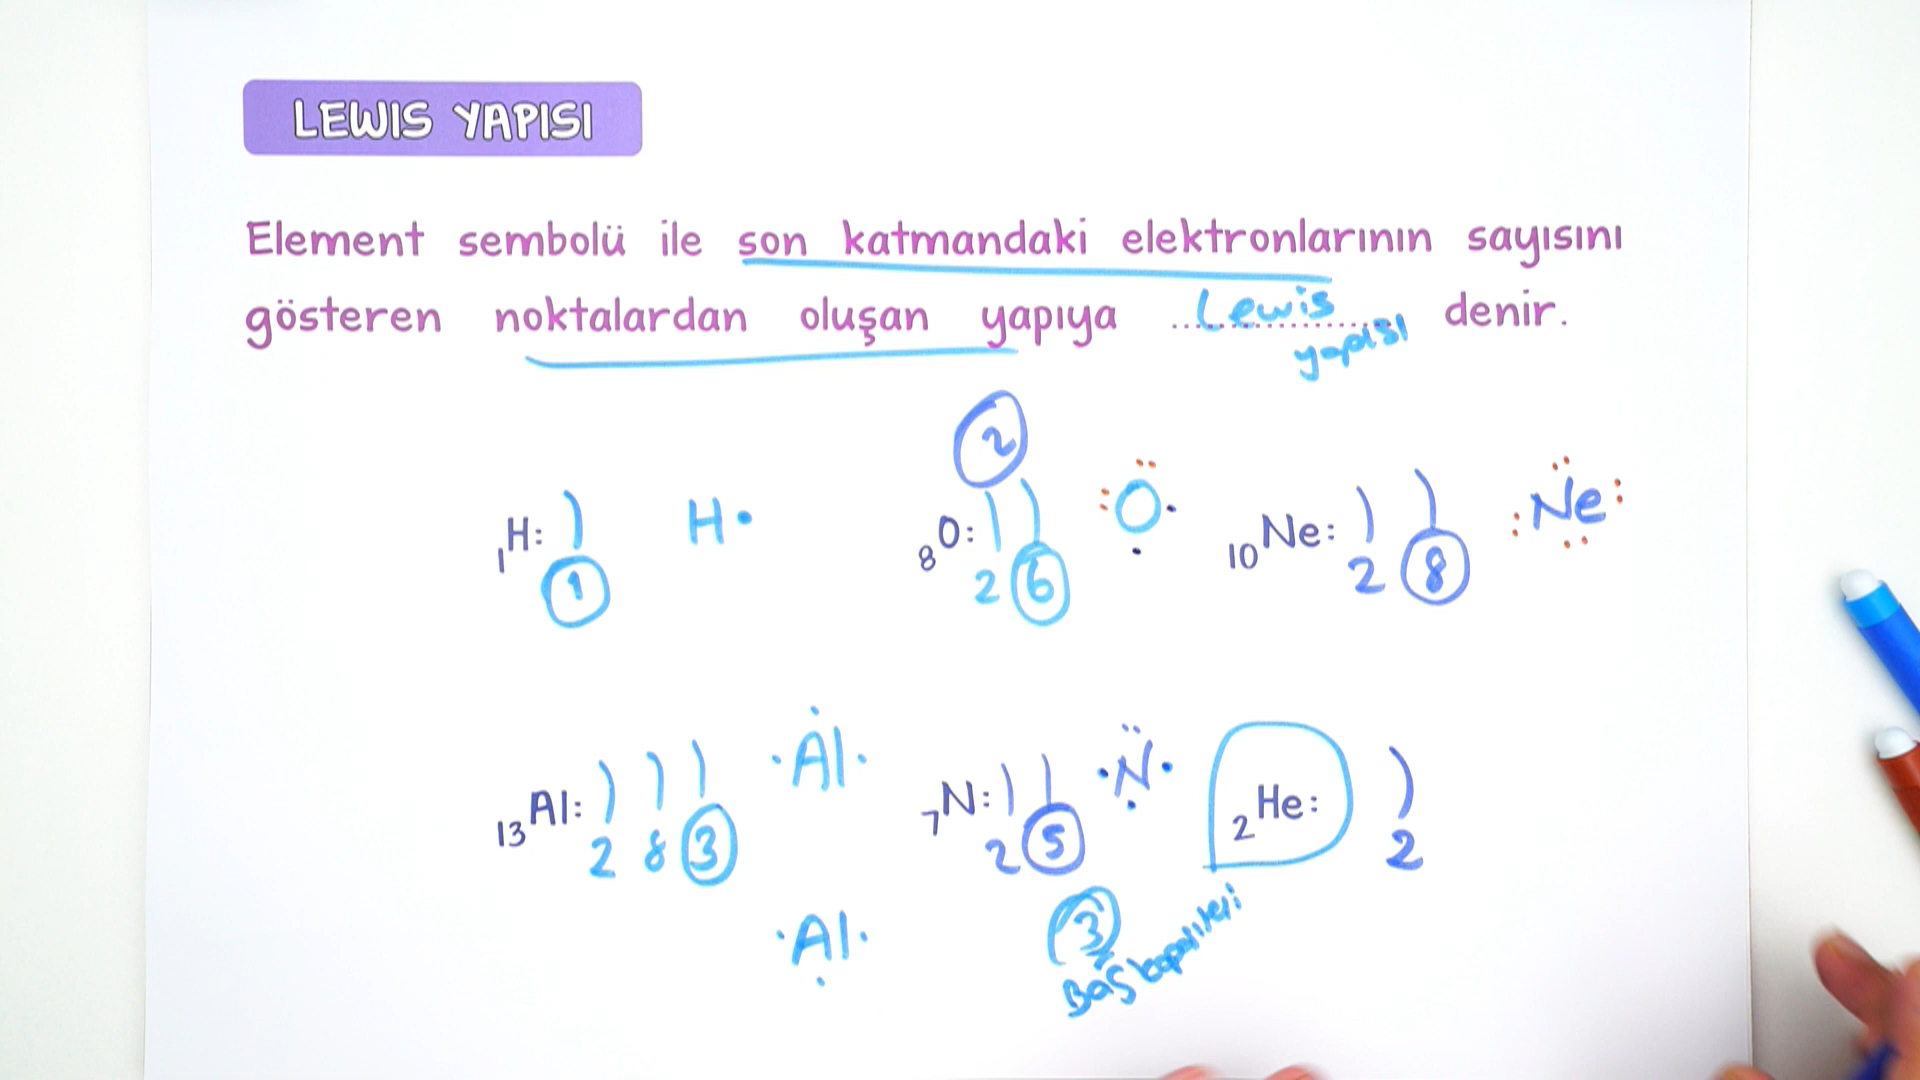 LEWIS YAPISI
Element sembolü ile son katmandaki elektronlarının sayısını
gösteren noktalardan oluşan yapıya Lewis yapısı denir.
1H: 1 H•
2
8O: 2 6 O
10Ne: 2 8 Ne
13Al: 2 8 3 Al
7N: 2 5 N
2He: 2
Al
3
Bağ kapasiteleri